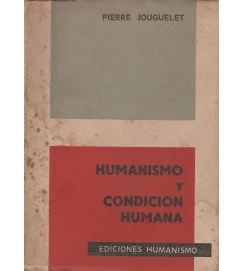 PIERRE JOUGUELET
HUMANISMO
y
CONDICION
HUMANA
EDICIONES HUMANISMO